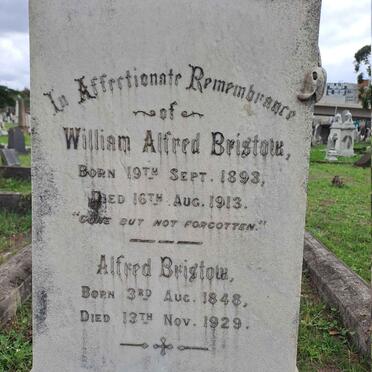 In Affectionate Remembrance
of
William Alfred Bristow,
Born 19th Sept. 1893,
Died 16th Aug. 1913.
"Gone but not forgotten."
Alfred Bristow,
Born 3rd Aug. 1848,
Died 13th Nov. 1929.